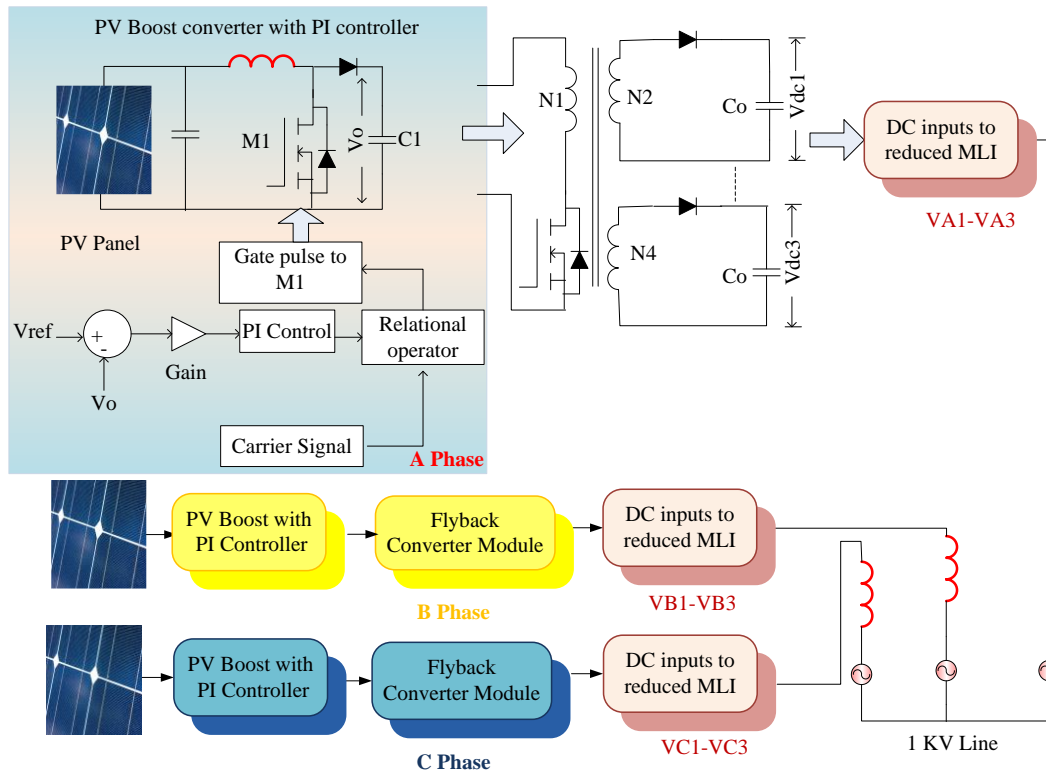 PV Boost converter with PI controller
M1
Vo
C1
PV Panel
Gate pulse to
M1
Vref
+
-
Vo
Gain
PI Control
Relational
operator
Carrier Signal
A Phase
N1
N2
Co
Vdc1
N4
Co
Vdc3
DC inputs to
reduced MLI
VA1-VA3
PV Boost with
PI Controller
Flyback
Converter Module
DC inputs to
reduced MLI
B Phase
VB1-VB3
PV Boost with
PI Controller
Flyback
Converter Module
DC inputs to
reduced MLI
C Phase
VC1-VC3
1 KV Line